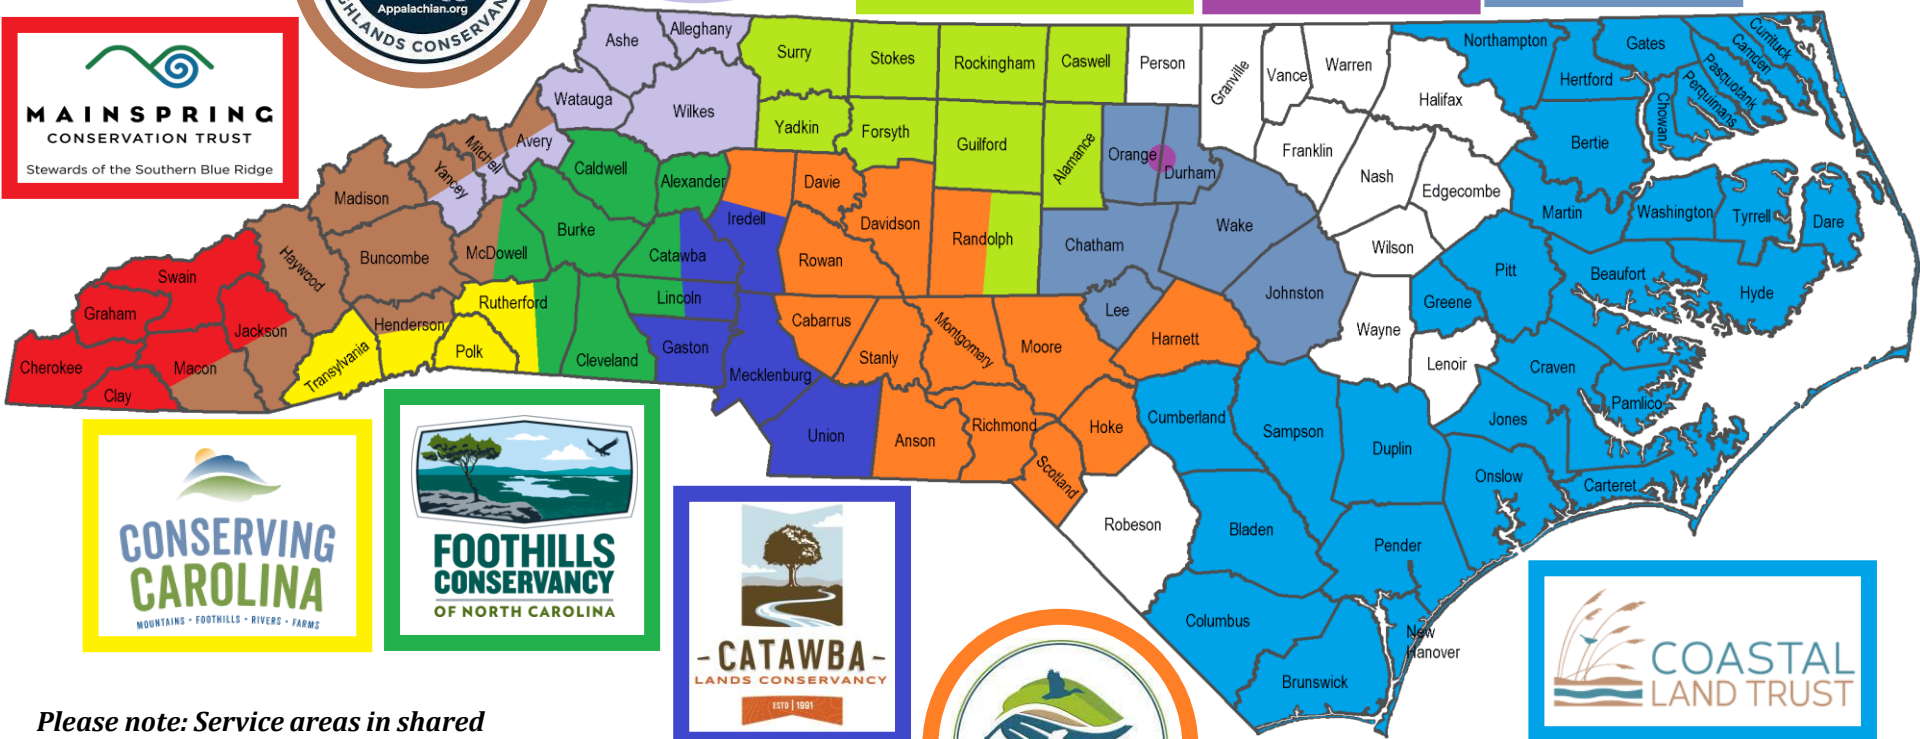 Appalachian.org
HLANDS CONSERVAN
MAINSPRING
CONSERVATION TRUST
Stewards of the Southern Blue Ridge
Ashe
Alleghany
Surry
Stokes
Rockingham
Caswell
Person
Granville
Vance
Warren
Halifax
Northampton
Gates
Hertford
Currituck
Camden
Pasquotank
Perquimans
Chowan
Bertie
Watauga
Wilkes
Yadkin
Forsyth
Guilford
Alamance
Orange
Durham
Franklin
Nash
Edgecombe
Martin
Washington
Tyrrell
Dare
Avery
Mitchell
Yancey
Madison
Caldwell
Alexander
Iredell
Davie
Davidson
Randolph
Chatham
Wake
Wilson
Pitt
Beaufort
Hyde
Haywood
Buncombe
McDowell
Burke
Catawba
Rowan
Swain
Graham
Jackson
Cherokee
Macon
Clay
Transylvania
Henderson
Rutherford
Polk
Cleveland
Lincoln
Gaston
Mecklenburg
Cabarrus
Stanly
Montgomery
Moore
Lee
Harnett
Johnston
Wayne
Greene
Lenoir
Craven
Pamlico
Jones
Union
Anson
Richmond
Scotland
Hoke
Cumberland
Sampson
Duplin
Onslow
Carteret
Robeson
Bladen
Pender
Columbus
Brunswick
New
Hanover
CONSERVING
CAROLINA
MOUNTAINS • FOOTHILLS • RIVERS • FARMS
FOOTHILLS
CONSERVANCY
OF NORTH CAROLINA
-CATAWBA-
LANDS CONSERVANCY
ESTD | 1991
COASTAL
LAND TRUST
Please note: Service areas in shared